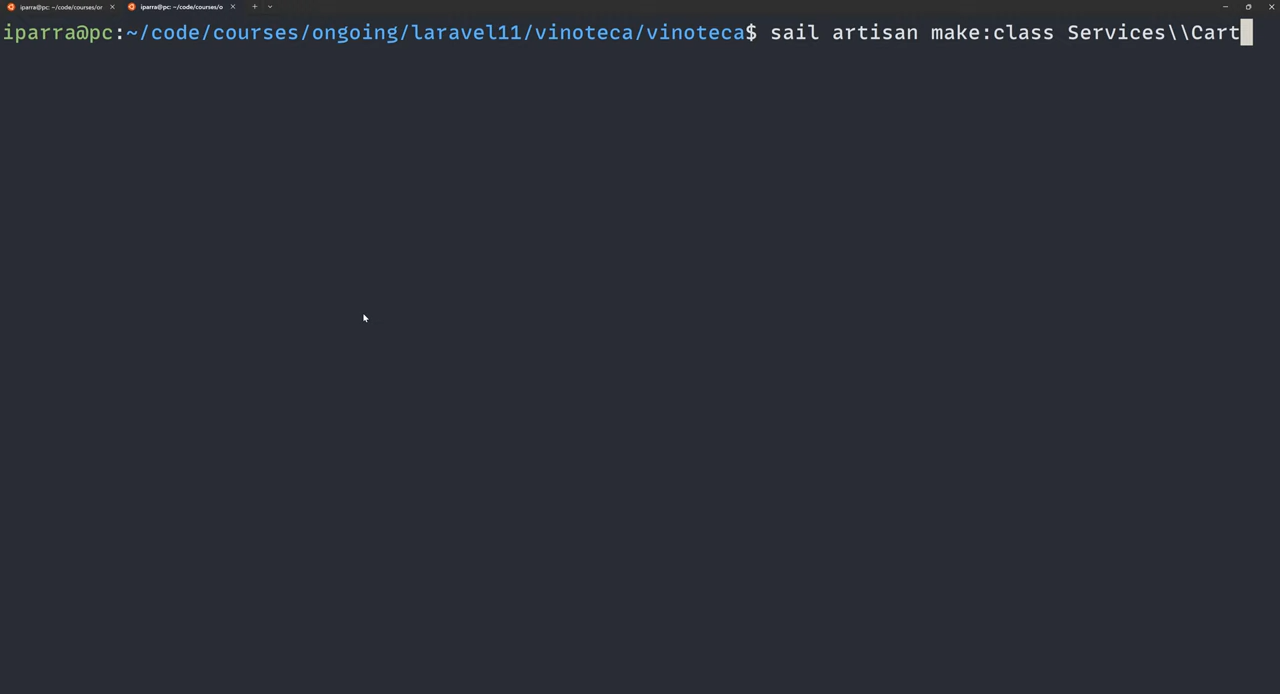 iparra@pc: ~/code/courses/or
iparra@pc: ~/code/courses/o
iparra@pc:~/code/courses/ongoing/laravel11/vinoteca/vinoteca$ sail artisan make:class Services\\Cart